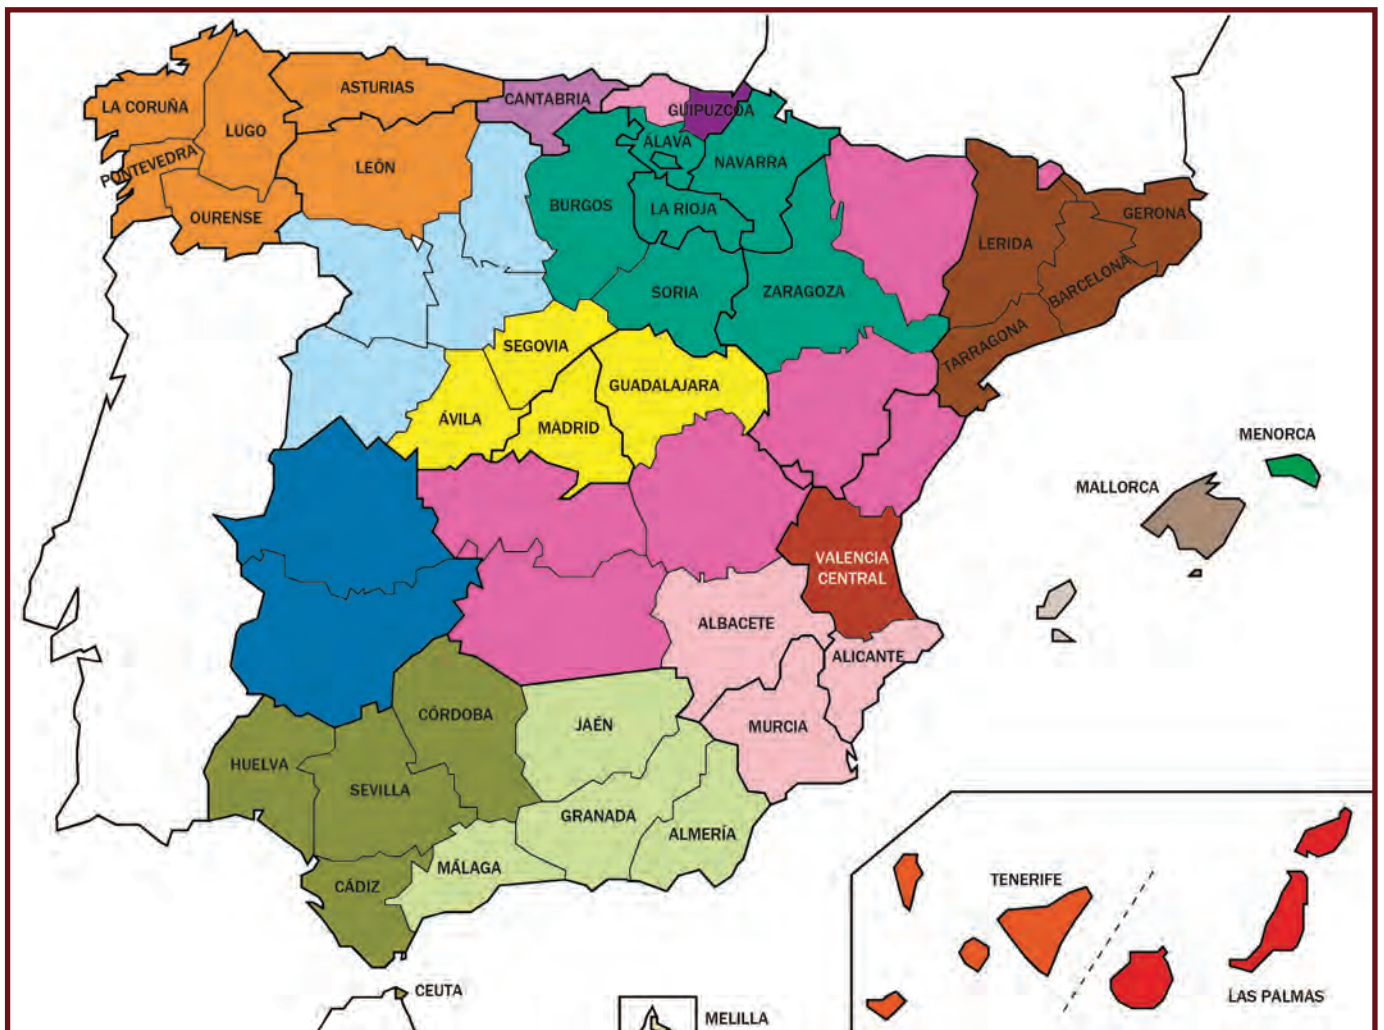 ASTURIAS
CANTABRIA
LA CORUÑA
GUIPUZCOA
LUGO
ÁLAVA
NAVARRA
PONTEVEDRA
LEÓN
BURGOS
LA RIOJA
OURENSE
GERONA
LERIDA
BARCELONA
SORIA
ZARAGOZA
TARRAGONA
SEGOVIA
GUADALAJARA
ÁVILA
MADRID
MENORCA
MALLORCA
VALENCIA
CENTRAL
ALBACETE
ALICANTE
CÓRDOBA
JAÉN
MURCIA
HUELVA
SEVILLA
GRANADA
ALMERÍA
MÁLAGA
CÁDIZ
TENERIFE
CEUTA
LAS PALMAS
MELILLA